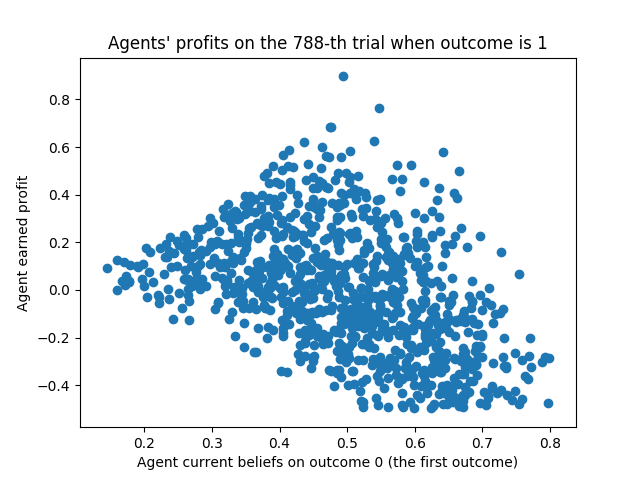 Agents' profits on the 788-th trial when outcome is 1
Agent earned profit
0.8
0.6
0.4
0.2
0.0
−0.2
−0.4
0.2 0.3 0.4 0.5 0.6 0.7 0.8
Agent current beliefs on outcome 0 (the first outcome)